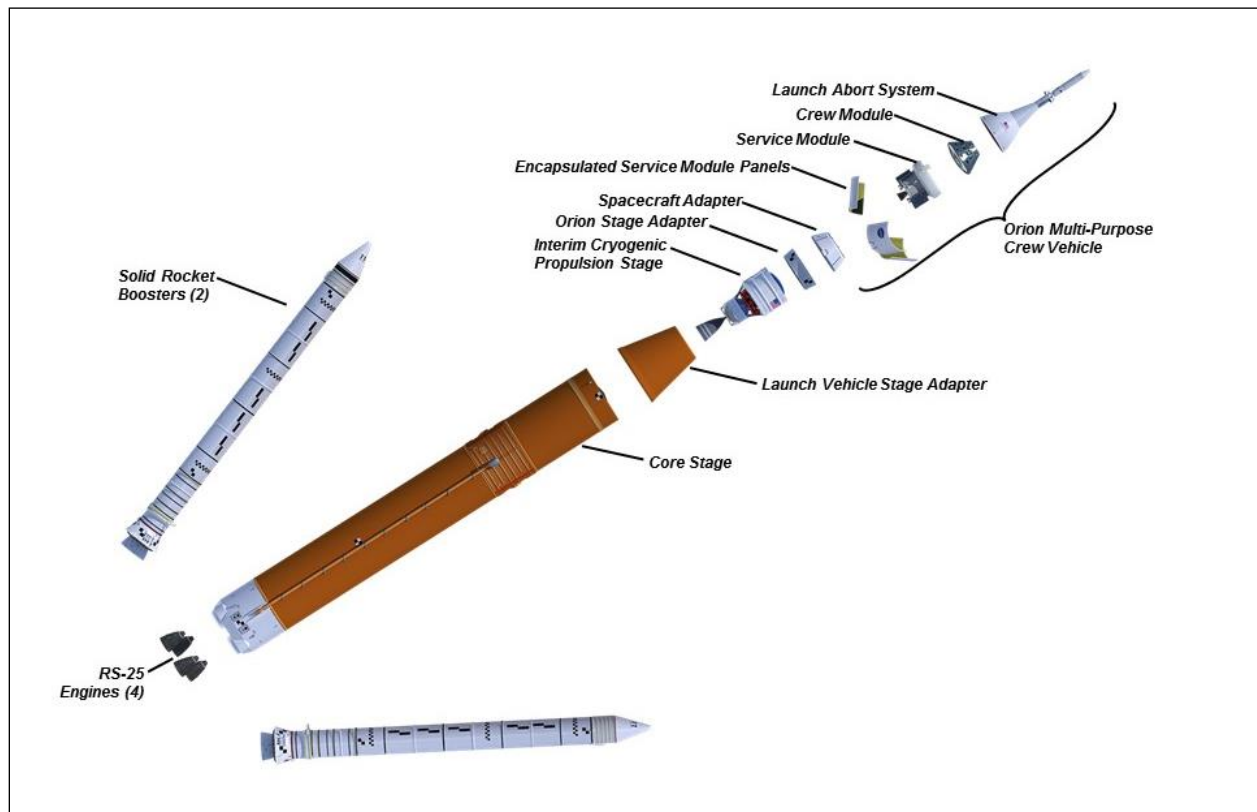 Launch Abort System
Crew Module
Service Module
Encapsulated Service Module Panels
Spacecraft Adapter
Orion Stage Adapter
Interim Cryogenic
Propulsion Stage
Orion Multi-Purpose
Crew Vehicle
Solid Rocket
Boosters (2)
Launch Vehicle Stage Adapter
Core Stage
RS-25
Engines (4)